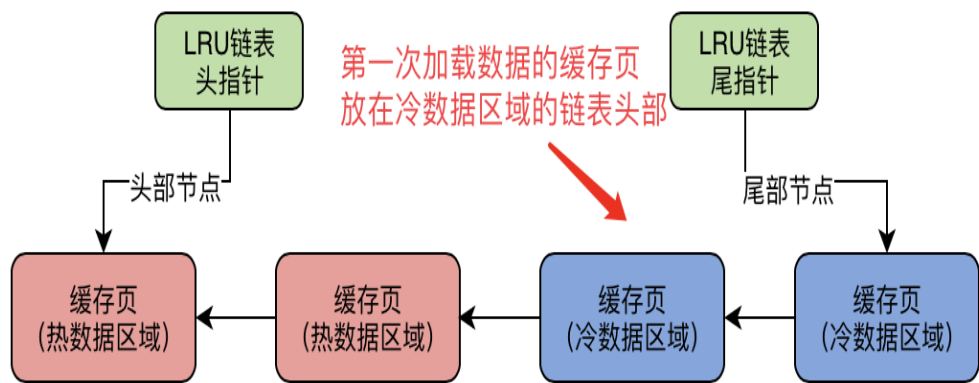 LRU链表
头指针
第一次加载数据的缓存页
放在冷数据区域的链表头部
LRU链表
尾指针
头部节点
尾部节点
缓存页
(热数据区域)
缓存页
(热数据区域)
缓存页
(冷数据区域)
缓存页
(冷数据区域)